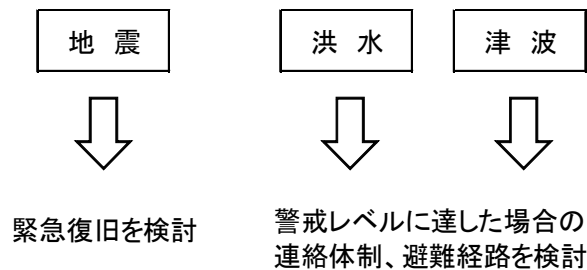 地 震
洪 水
津 波
緊急復旧を検討
警戒レベルに達した場合の
連絡体制、避難経路を検討